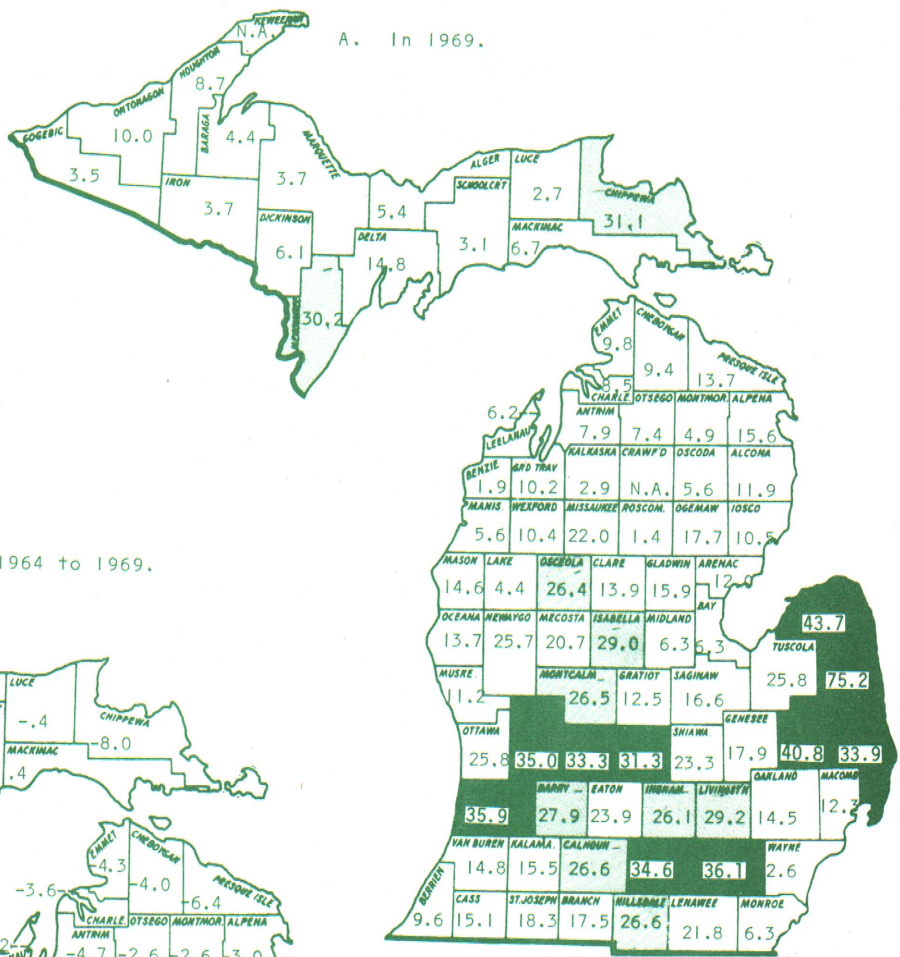 A. In 1969.
KEWEENAW
N.A.
HOUGHTON
8.7
ONTONAGON
10.0
BARAGA
4.4
GOGEBIC
3.5
IRON
3.7
MARQUETTE
3.7
DICKINSON
6.1
ALGER
5.4
SCHOOLCRT
3.1
LUCE
2.7
CHIPPEWA
31.1
MACKINAC
6.7
DELTA
14.8
30.2
EMMET
9.8
CHEBOYGAN
9.4
PRESQUE ISLE
13.7
8.5
CHARLE. OTSEGO MONTMOR. ALPENA
ANTRIM
6.2
7.9 7.4 4.9 15.6
LEELANAU
KALKASKA CRAWF'D OSCODA ALCONA
BENZIE GRD TRAV
1.9 10.2 2.9 N.A. 5.6 11.9
MANIS. WEXFORD MISSAUKEE ROSCOM. OGEMAW IOSCO
5.6 10.4 22.0 1.4 17.7 10.5
1964 to 1969.
MASON LAKE OSCEOLA CLARE GLADWIN ARENAC
14.6 4.4 26.4 13.9 15.9 12
BAY
OCEANA NEWAYGO MECOSTA ISABELLA MIDLAND
13.7 25.7 20.7 29.0 6.3 6.3
43.7
TUSCOLA
25.8
75.2
MUSKE.
11.2
MONTCALM GRATIOT SAGINAW
26.5 12.5 16.6
OTTAWA SHIAWA GENESEE
25.8 35.0 33.3 31.3 23.3 17.9 40.8 33.9
BARRY EATON INGHAM LIVINGST'N OAKLAND MACOMB
35.9 27.9 23.9 26.1 29.2 14.5 12.3
VAN BUREN KALAMA. CALHOUN WAYNE
14.8 15.5 26.6 34.6 36.1 2.6
BERRIEN CASS ST.JOSEPH BRANCH HILLSDALE LENAWEE MONROE
9.6 15.1 18.3 17.5 26.6 21.8 6.3
LUCE
-.4
CHIPPEWA
-8.0
MACKINAC
.4
EMMET
-4.3
CHEBOYGAN
-4.0
PRESQUE ISLE
-6.4
-3.6
CHARLE. OTSEGO MONTMOR. ALPENA
ANTRIM
-4.7 -2.6 -2.6 -3.0